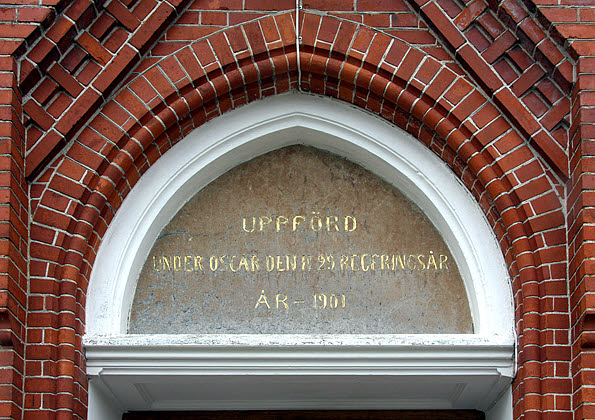 UPPFÖRD
UNDER OSCAR DEN II 29 REGERINGSÅR
ÅR - 1901